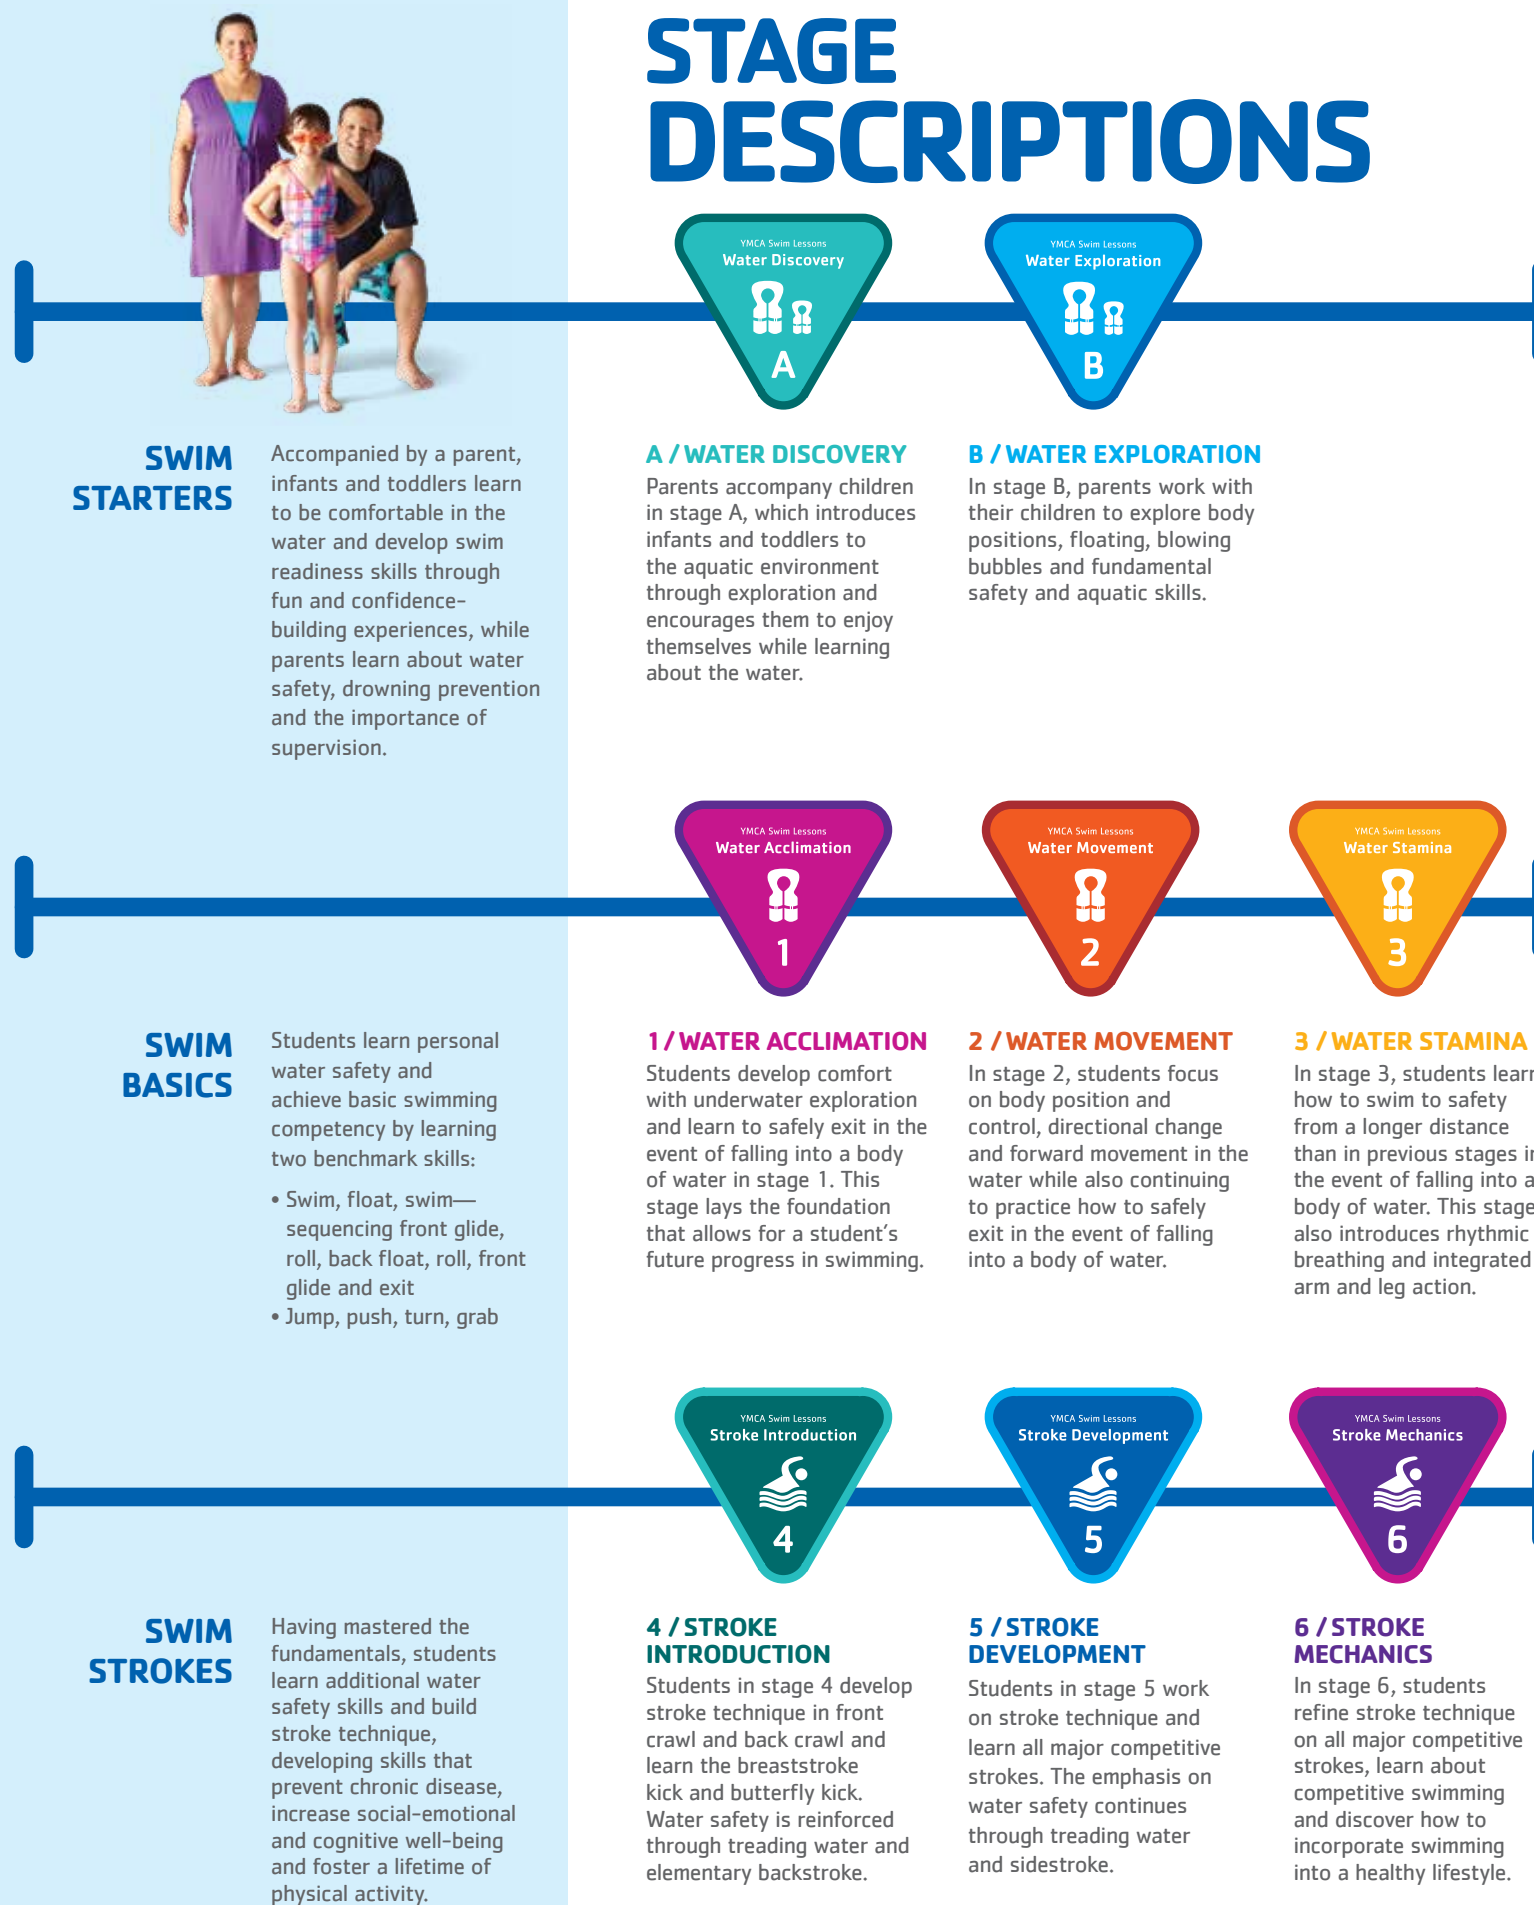 STAGE
DESCRIPTIONS
YMCA Swim Lessons
Water Discovery
A
YMCA Swim Lessons
Water Exploration
B
SWIM
STARTERS
Accompanied by a parent,
infants and toddlers learn
to be comfortable in the
water and develop swim
readiness skills through
fun and confidence-
building experiences, while
parents learn about water
safety, drowning prevention
and the importance of
supervision.
A / WATER DISCOVERY
Parents accompany children
in stage A, which introduces
infants and toddlers to
the aquatic environment
through exploration and
encourages them to enjoy
themselves while learning
about the water.
B / WATER EXPLORATION
In stage B, parents work with
their children to explore body
positions, floating, blowing
bubbles and fundamental
safety and aquatic skills.
YMCA Swim Lessons
Water Acclimation
1
YMCA Swim Lessons
Water Movement
2
YMCA Swim Lessons
Water Stamina
3
SWIM
BASICS
Students learn personal
water safety and
achieve basic swimming
competency by learning
two benchmark skills:
• Swim, float, swim—
sequencing front glide,
roll, back float, roll, front
glide and exit
• Jump, push, turn, grab
1 / WATER ACCLIMATION
Students develop comfort
with underwater exploration
and learn to safely exit in the
event of falling into a body
of water in stage 1. This
stage lays the foundation
that allows for a student's
future progress in swimming.
2 / WATER MOVEMENT
In stage 2, students focus
on body position and
control, directional change
and forward movement in the
water while also continuing
to practice how to safely
exit in the event of falling
into a body of water.
3 / WATER STAMINA
In stage 3, students learn
how to swim to safety
from a longer distance
than in previous stages in
the event of falling into a
body of water. This stage
also introduces rhythmic
breathing and integrated
arm and leg action.
YMCA Swim Lessons
Stroke Introduction
4
YMCA Swim Lessons
Stroke Development
5
YMCA Swim Lessons
Stroke Mechanics
6
SWIM
STROKES
Having mastered the
fundamentals, students
learn additional water
safety skills and build
stroke technique,
developing skills that
prevent chronic disease,
increase social-emotional
and cognitive well-being
and foster a lifetime of
physical activity.
4 / STROKE
INTRODUCTION
Students in stage 4 develop
stroke technique in front
crawl and back crawl and
learn the breaststroke
kick and butterfly kick.
Water safety is reinforced
through treading water and
elementary backstroke.
5 / STROKE
DEVELOPMENT
Students in stage 5 work
on stroke technique and
learn all major competitive
strokes. The emphasis on
water safety continues
through treading water
and sidestroke.
6 / STROKE
MECHANICS
In stage 6, students
refine stroke technique
on all major competitive
strokes, learn about
competitive swimming
and discover how to
incorporate swimming
into a healthy lifestyle.